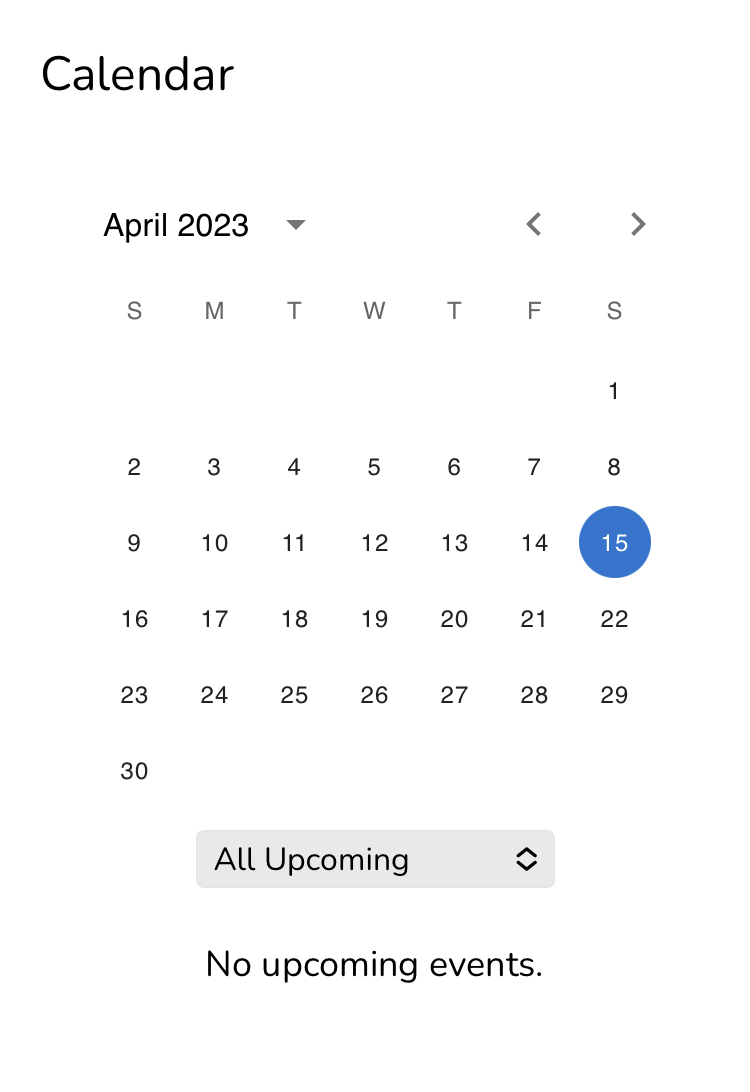 Calendar
April 2023
S M T W T F S
1
2 3 4 5 6 7 8
9 10 11 12 13 14 15
16 17 18 19 20 21 22
23 24 25 26 27 28 29
30
All Upcoming
No upcoming events.